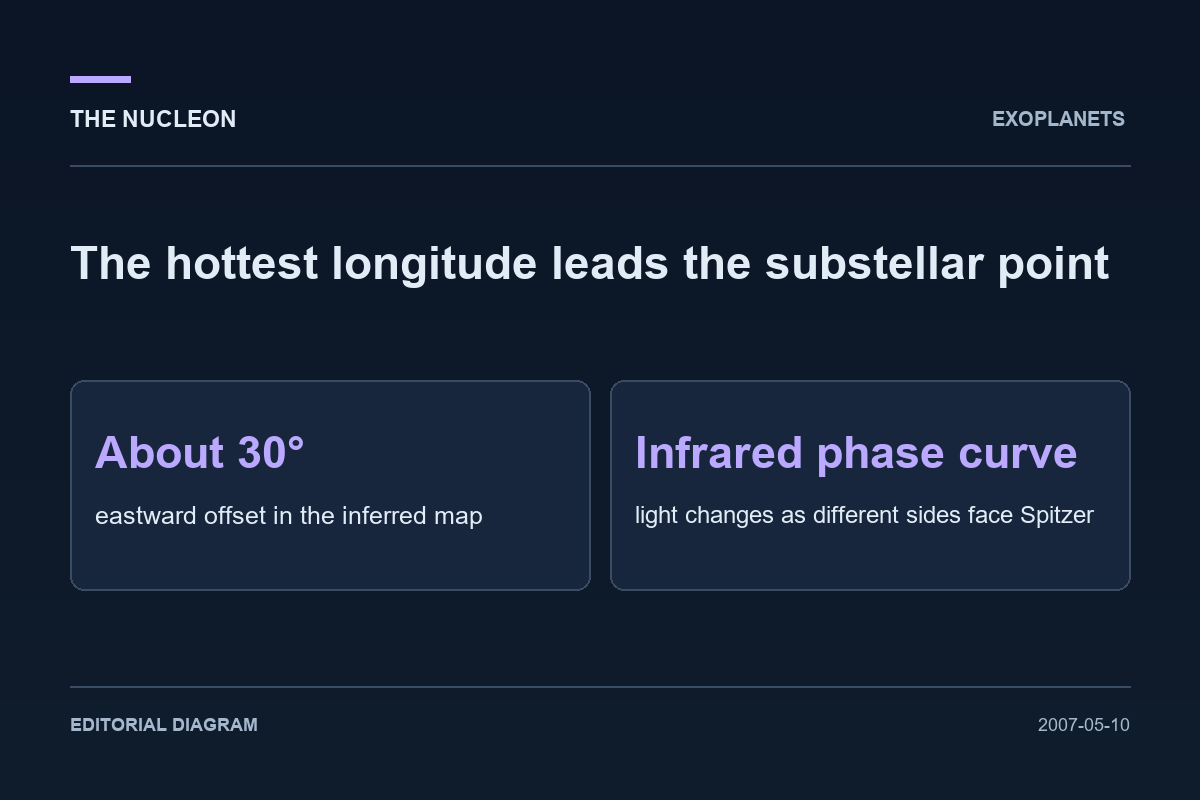 THE NUCLEON
EXOPLANETS
The hottest longitude leads the substellar point
About 30°
eastward offset in the inferred map
Infrared phase curve
light changes as different sides face Spitzer
EDITORIAL DIAGRAM
2007-05-10